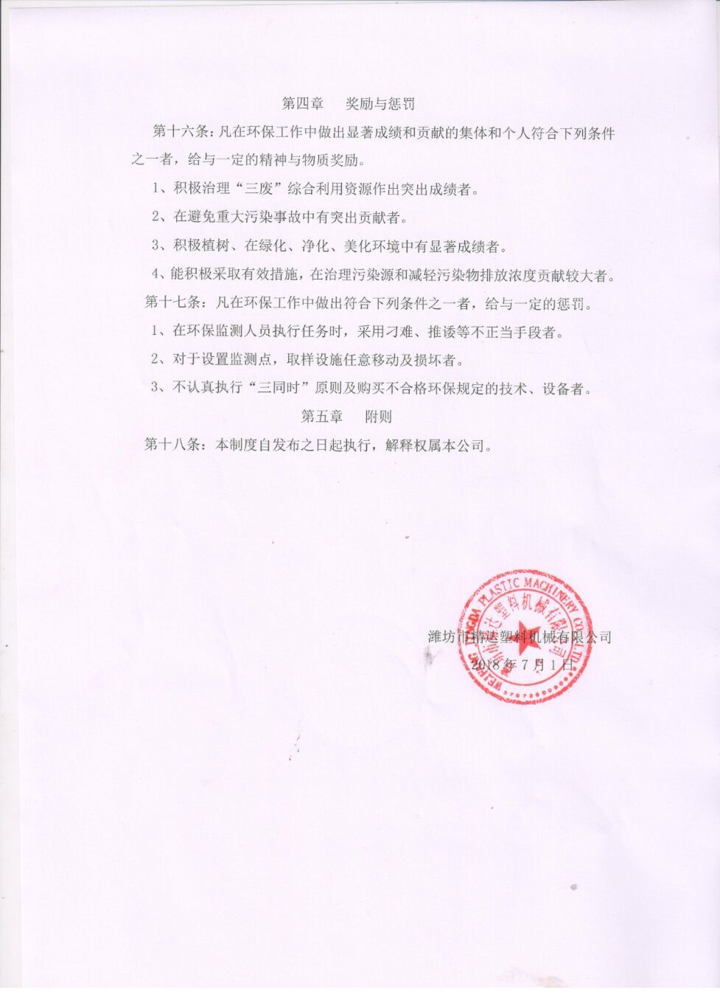 第四章 奖励与惩罚
第十六条：凡在环保工作中做出显著成绩和贡献的集体和个人符合下列条件
之一者，给与一定的精神与物质奖励。
1、积极治理“三废”综合利用资源作出突出成绩者。
2、在避免重大污染事故中有突出贡献者。
3、积极植树、在绿化、净化、美化环境中有显著成绩者。
4、能积极采取有效措施，在治理污染源和减轻污染物排放浓度贡献较大者。
第十七条：凡在环保工作中做出符合下列条件之一者，给与一定的惩罚。
1、在环保监测人员执行任务时，采用刁难、推诿等不正当手段者。
2、对于设置监测点，取样设施任意移动及损坏者。
3、不认真执行“三同时”原则及购买不合格环保规定的技术、设备者。
第五章 附则
第十八条：本制度自发布之日起执行，解释权属本公司。
潍坊市精达塑料机械有限公司
2018年7月1日
PLASTIC MACHINERY CO., LTD
塑料机械有限公司